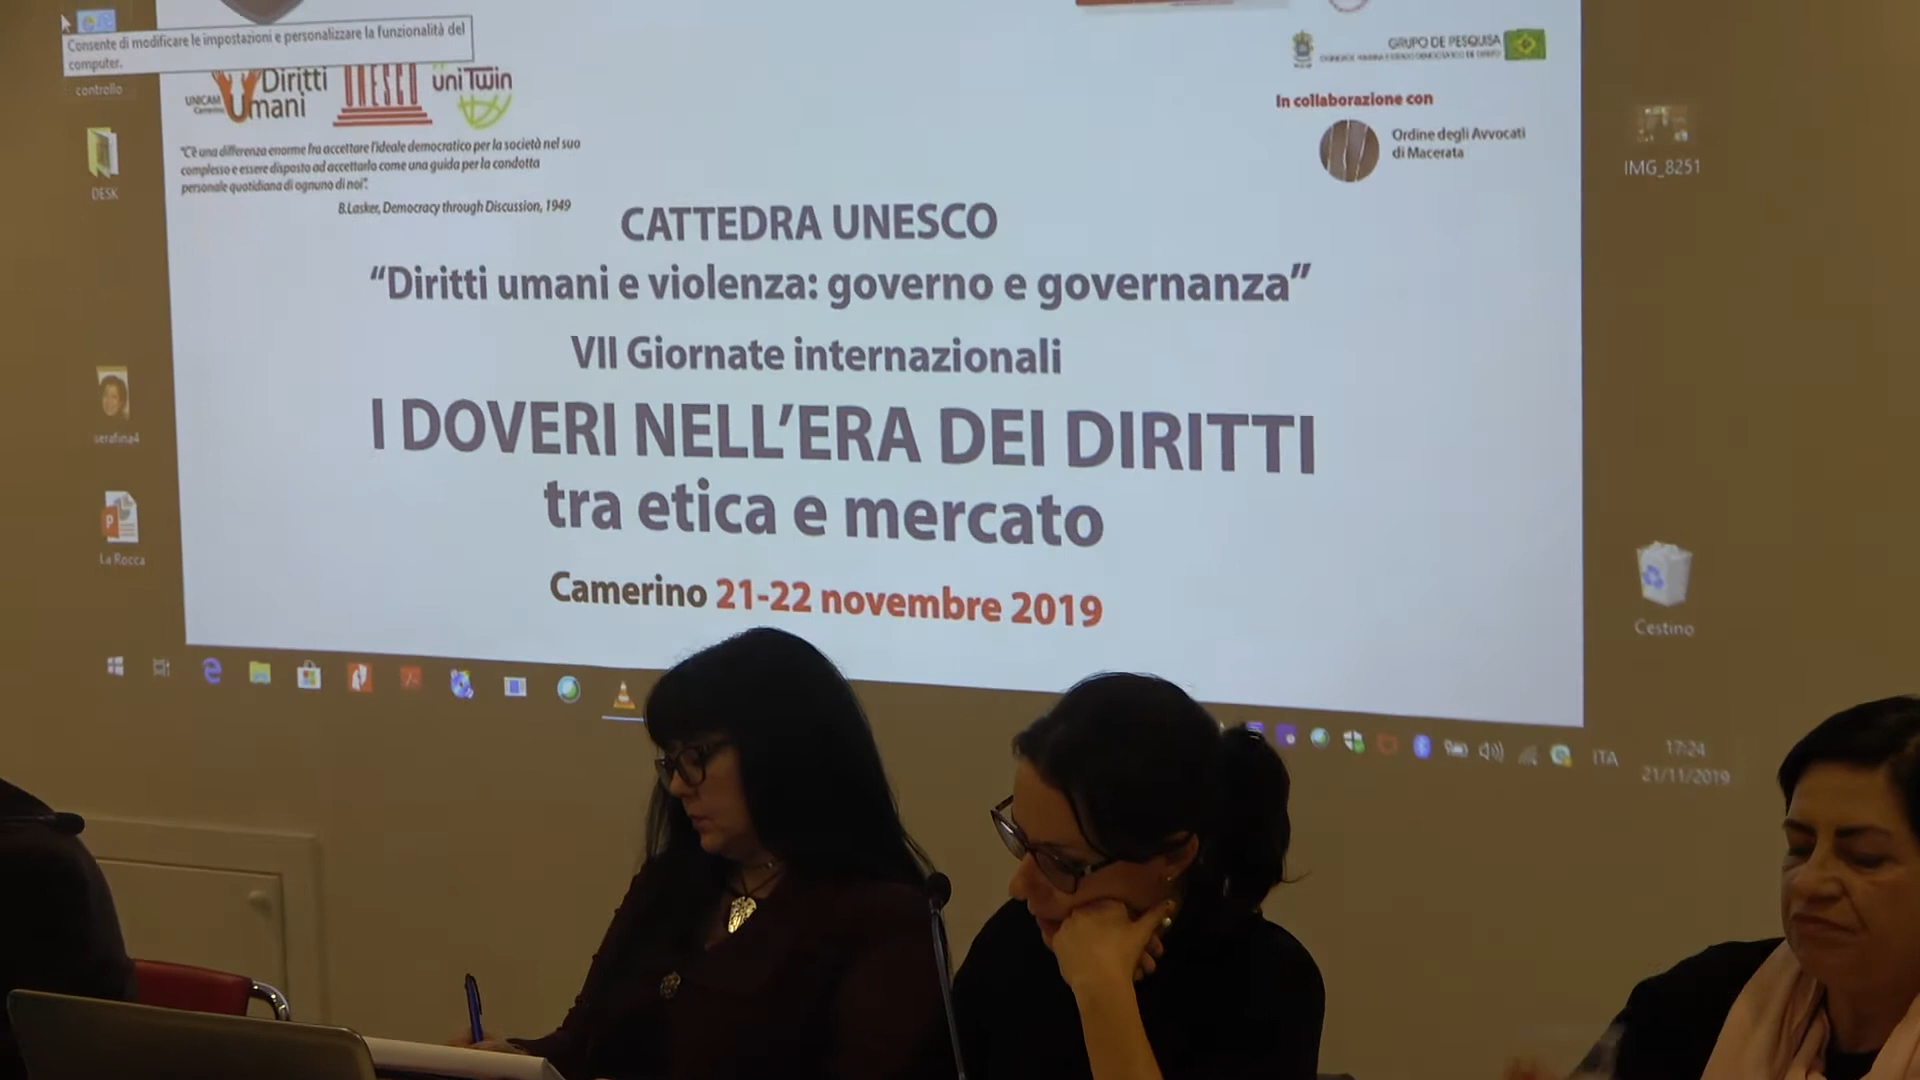 Consente di modificare le impostazioni e personalizzare la funzionalità del
computer.
controllo
UNICAM
Camerino
Diritti
Umani
UNESCO
uniTwin
GRUPO DE PESQUISA
In collaborazione con
Ordine degli Avvocati
di Macerata
"C'è una differenza enorme fra accettare l'ideale democratico per la società nel suo
complesso e essere disposto ad accettarlo come una guida per la condotta
personale quotidiana di ognuno di noi".
B.Lasker, Democracy through Discussion, 1949
CATTEDRA UNESCO
“Diritti umani e violenza: governo e governanza”
VII Giornate internazionali
I DOVERI NELL’ERA DEI DIRITTI
tra etica e mercato
Camerino 21-22 novembre 2019
DESK
serafina4
La Rocca
IMG_8251
Cestino
ITA
17:24
21/11/2019